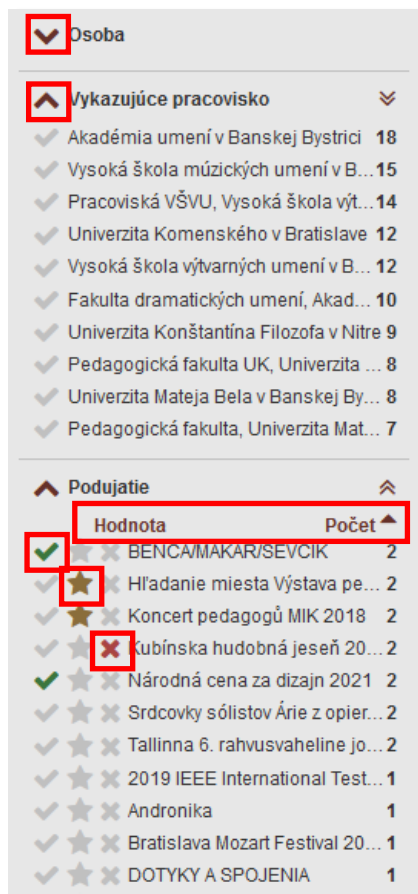 Osoba
Vykazujúce pracovisko
Akadémia umení v Banskej Bystrici 18
Vysoká škola múzických umení v B... 15
Pracoviská VŠVU, Vysoká škola výt... 14
Univerzita Komenského v Bratislave 12
Vysoká škola výtvarných umení v B... 12
Fakulta dramatických umení, Akad... 10
Univerzita Konštantína Filozofa v Nitre 9
Pedagogická fakulta UK, Univerzita ... 8
Univerzita Mateja Bela v Banskej By... 8
Pedagogická fakulta, Univerzita Mat... 7
Podujatie
Hodnota Počet
BENCA/MAKAR/SEVCIK 2
Hľadanie miesta Výstava pe... 2
Koncert pedagogů MIK 2018 2
Kubínska hudobná jeseň 20... 2
Národná cena za dizajn 2021 2
Srdcovky sólistov Árie z opier... 2
Tallinna 6. rahvusvaheline jo... 2
2019 IEEE International Test... 1
Andronika 1
Bratislava Mozart Festival 20... 1
DOTYKY A SPOJENIA 1